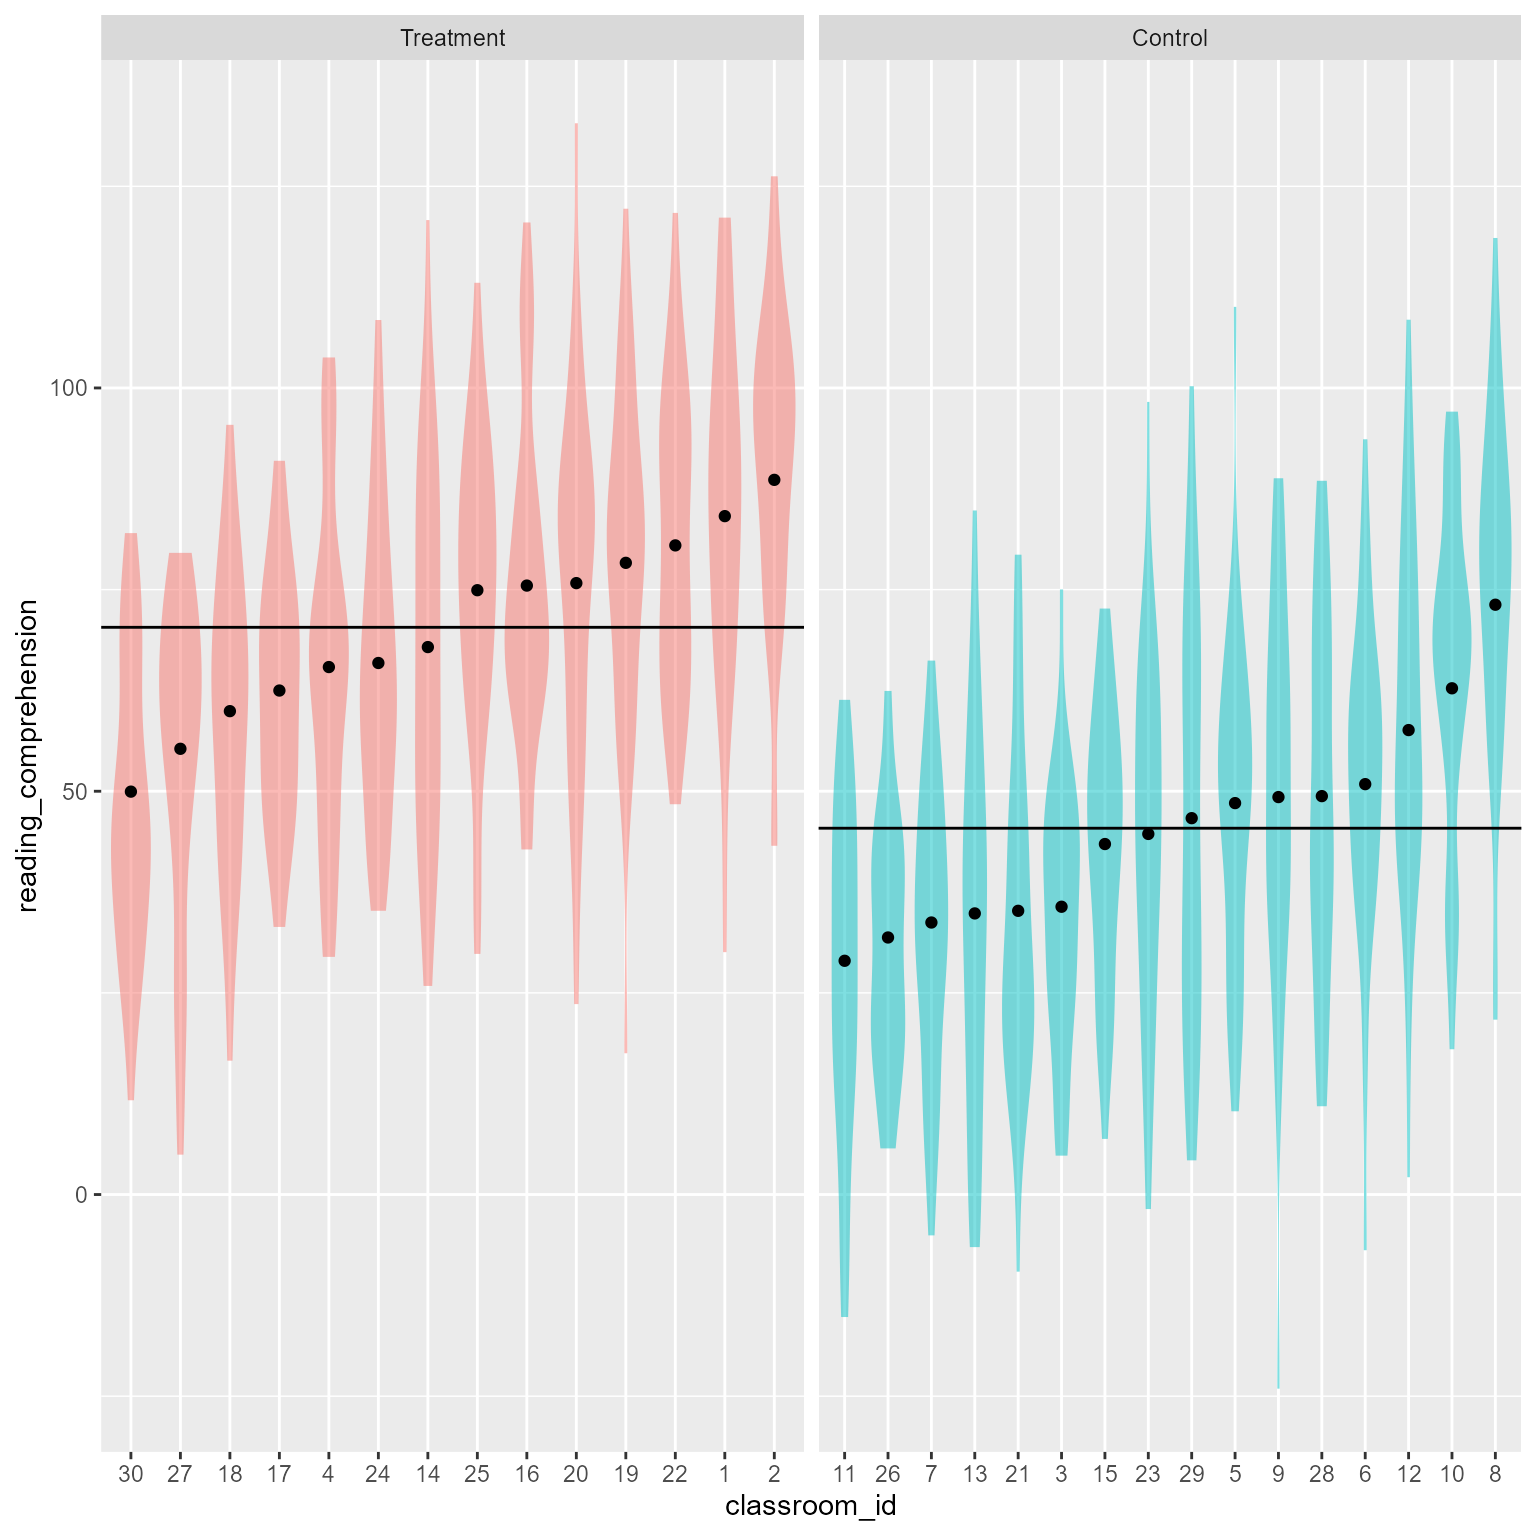 Treatment Control
reading_comprehension
100
50
0
30 27 18 17 4 24 14 25 16 20 19 22 1 2 11 26 7 13 21 3 15 23 29 5 9 28 6 12 10 8
classroom_id